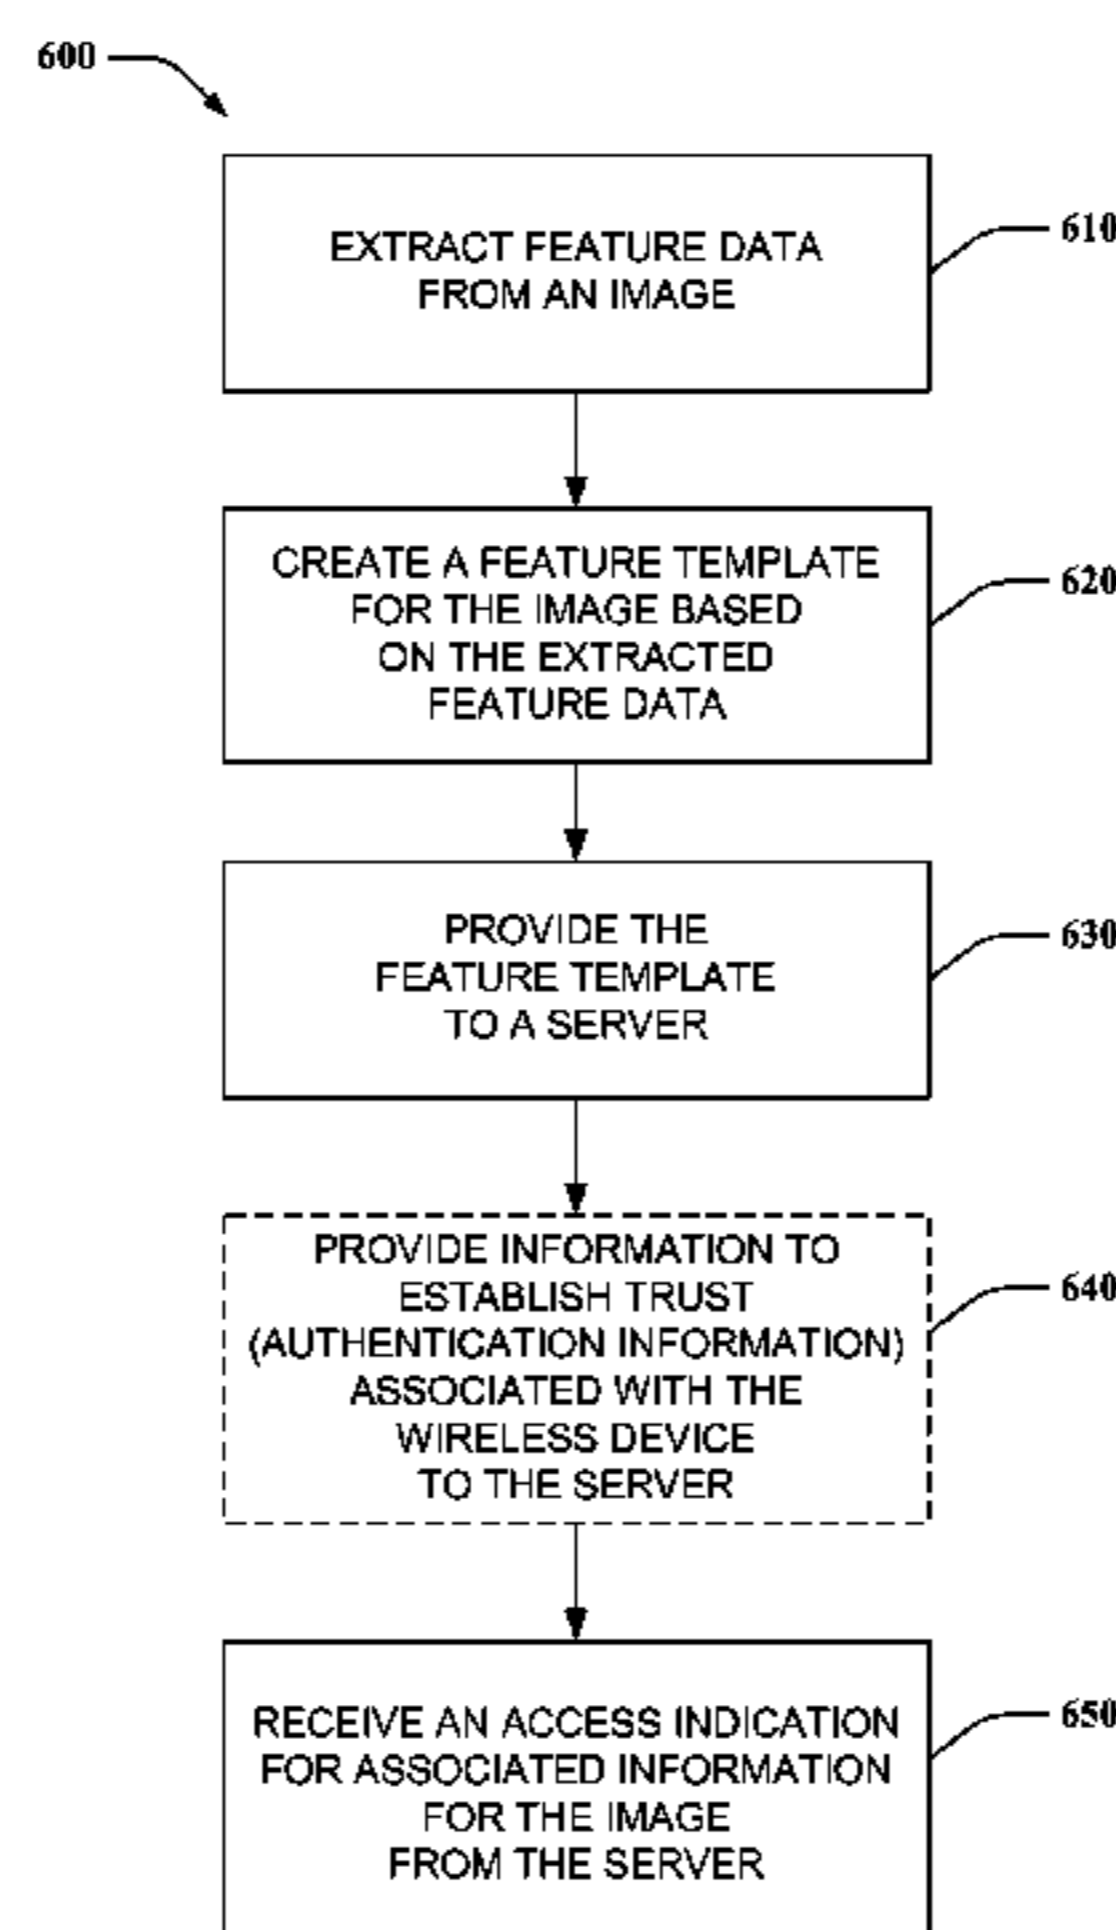 600
EXTRACT FEATURE DATA
FROM AN IMAGE
610
CREATE A FEATURE TEMPLATE
FOR THE IMAGE BASED
ON THE EXTRACTED
FEATURE DATA
620
PROVIDE THE
FEATURE TEMPLATE
TO A SERVER
630
PROVIDE INFORMATION TO
ESTABLISH TRUST
(AUTHENTICATION INFORMATION)
ASSOCIATED WITH THE
WIRELESS DEVICE
TO THE SERVER
640
RECEIVE AN ACCESS INDICATION
FOR ASSOCIATED INFORMATION
FOR THE IMAGE
FROM THE SERVER
650